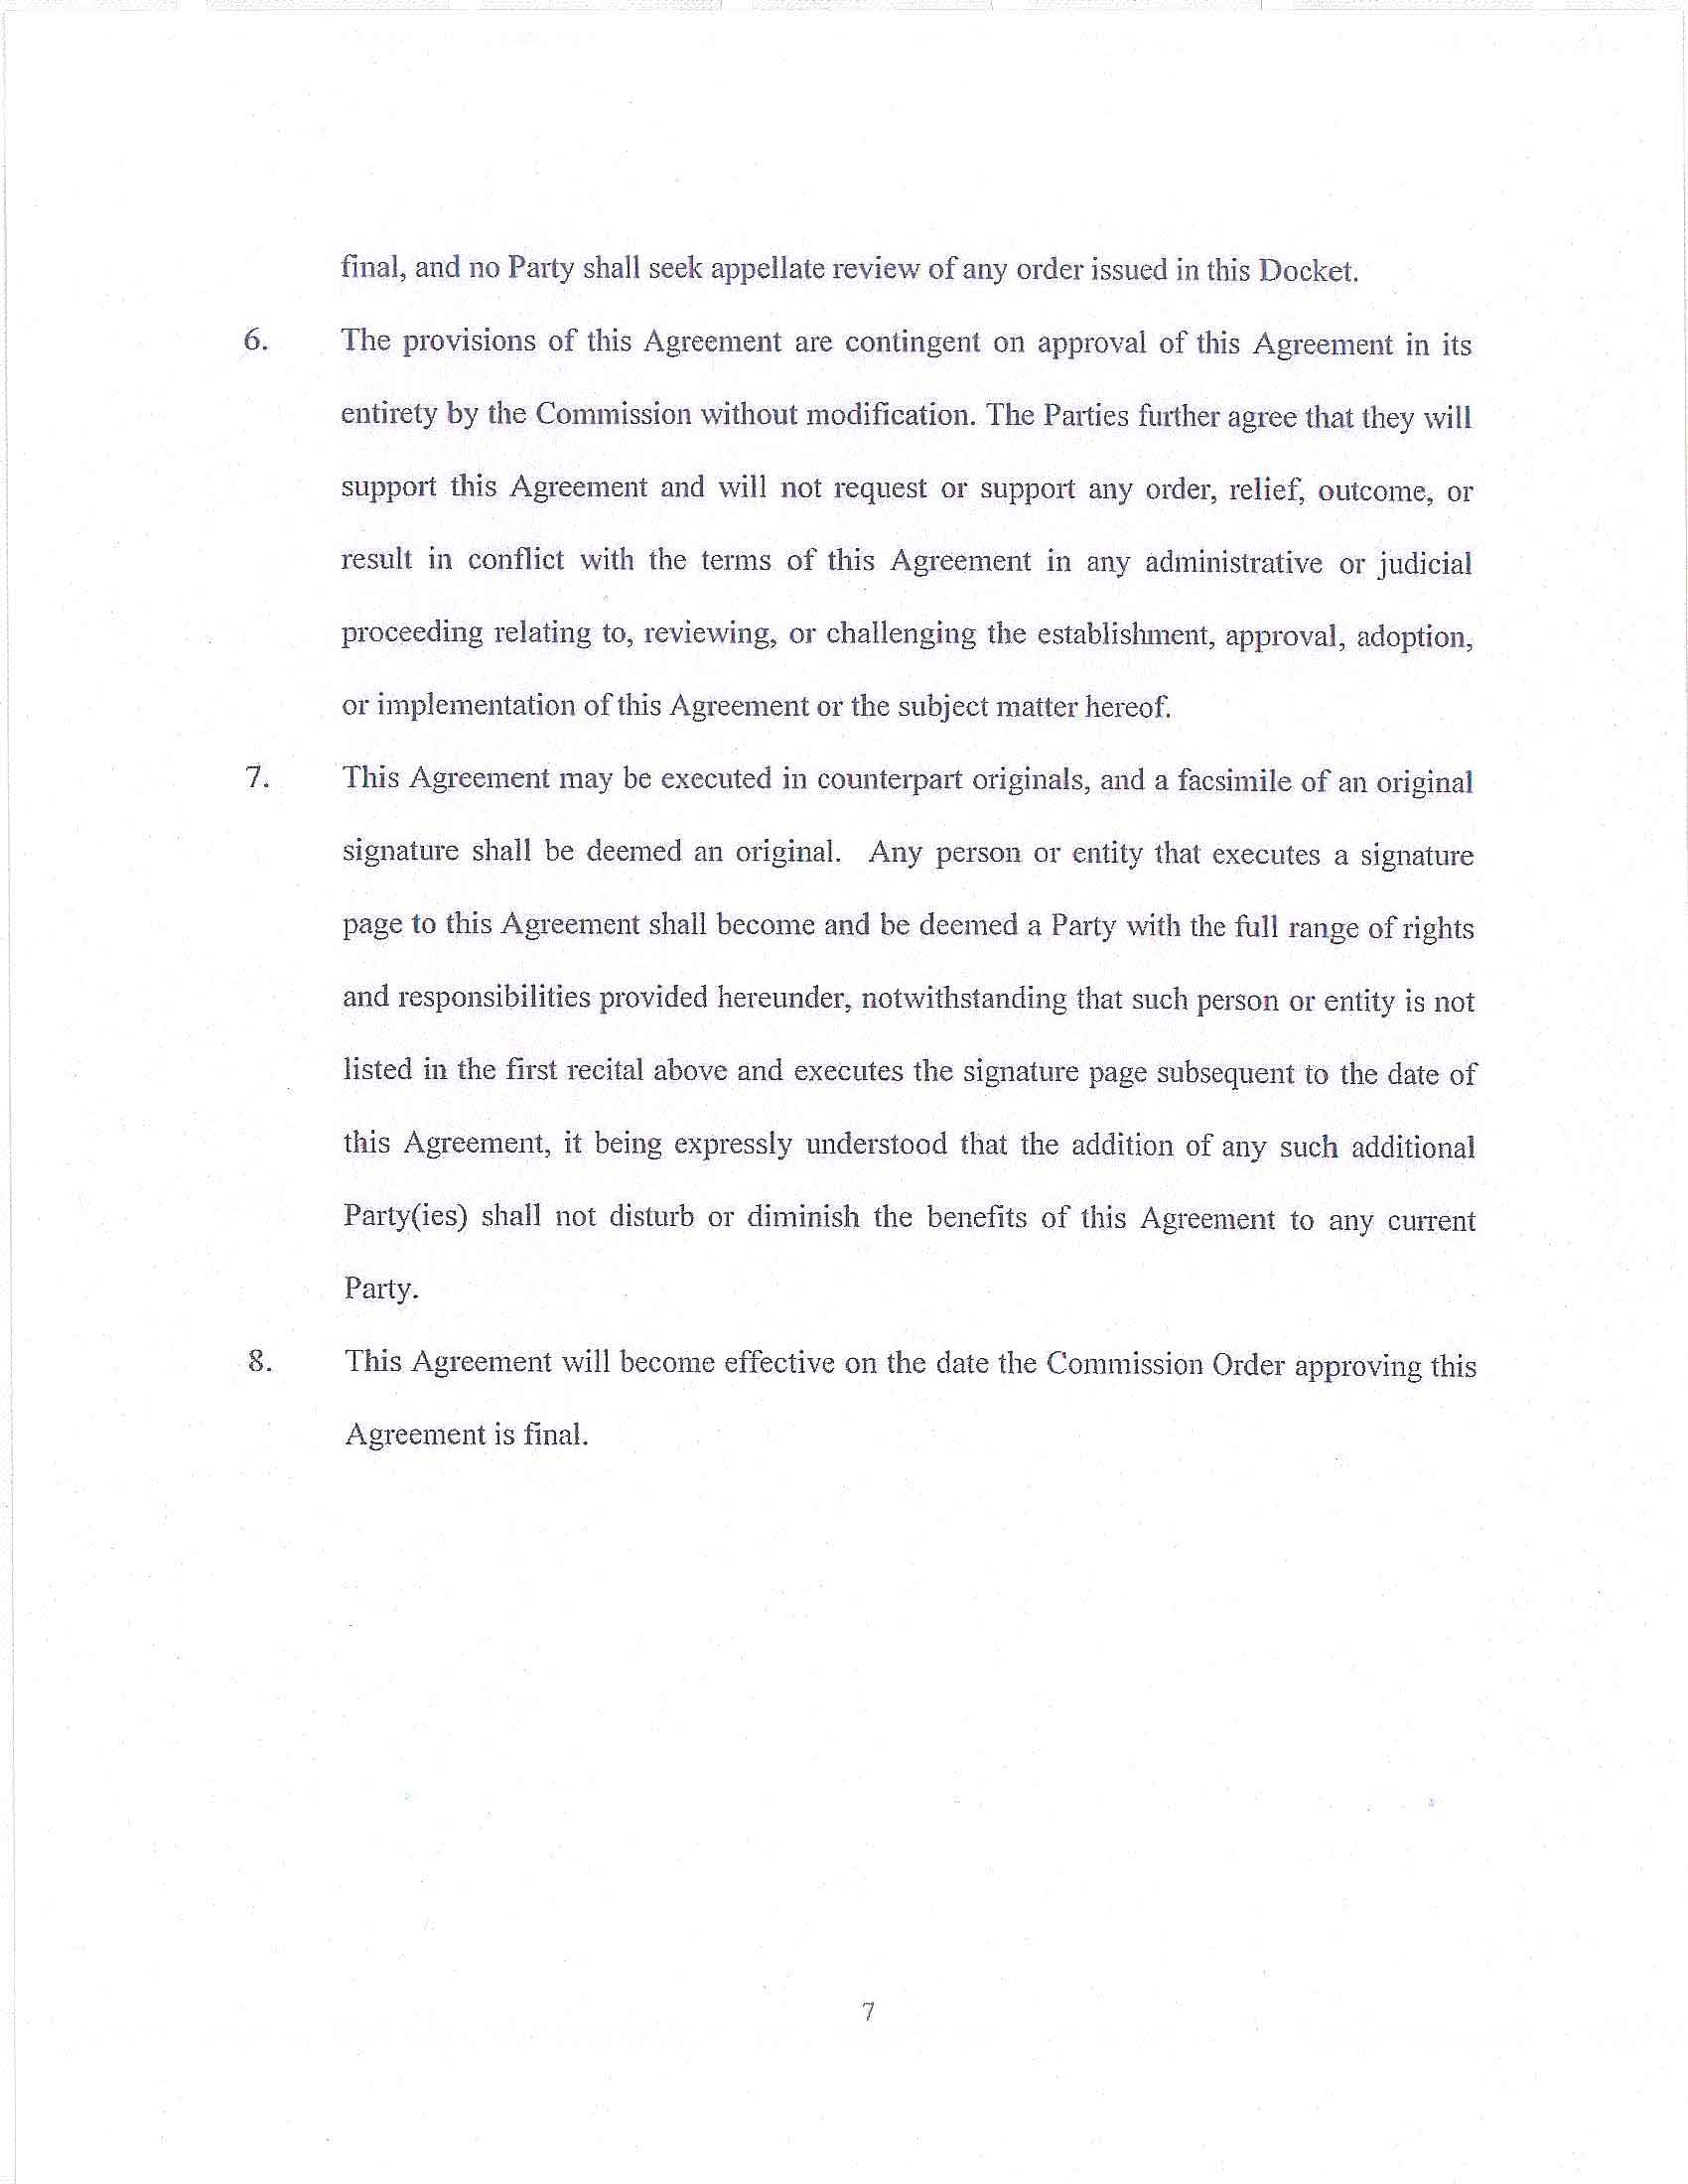 final, and no Party shall seek appellate review of any order issued in this Docket.
6. The provisions of this Agreement are contingent on approval of this Agreement in its
entirety by the Commission without modification. The Parties further agree that they will
support this Agreement and will not request or support any order, relief, outcome, or
result in conflict with the terms of this Agreement in any administrative or judicial
proceeding relating to, reviewing, or challenging the establishment, approval, adoption,
or implementation of this Agreement or the subject matter hereof.
7. This Agreement may be executed in counterpart originals, and a facsimile of an original
signature shall be deemed an original. Any person or entity that executes a signature
page to this Agreement shall become and be deemed a Party with the full range of rights
and responsibilities provided hereunder, notwithstanding that such person or entity is not
listed in the first recital above and executes the signature page subsequent to the date of
this Agreement, it being expressly understood that the addition of any such additional
Party(ies) shall not disturb or diminish the benefits of this Agreement to any current
Party.
8. This Agreement will become effective on the date the Commission Order approving this
Agreement is final.
7